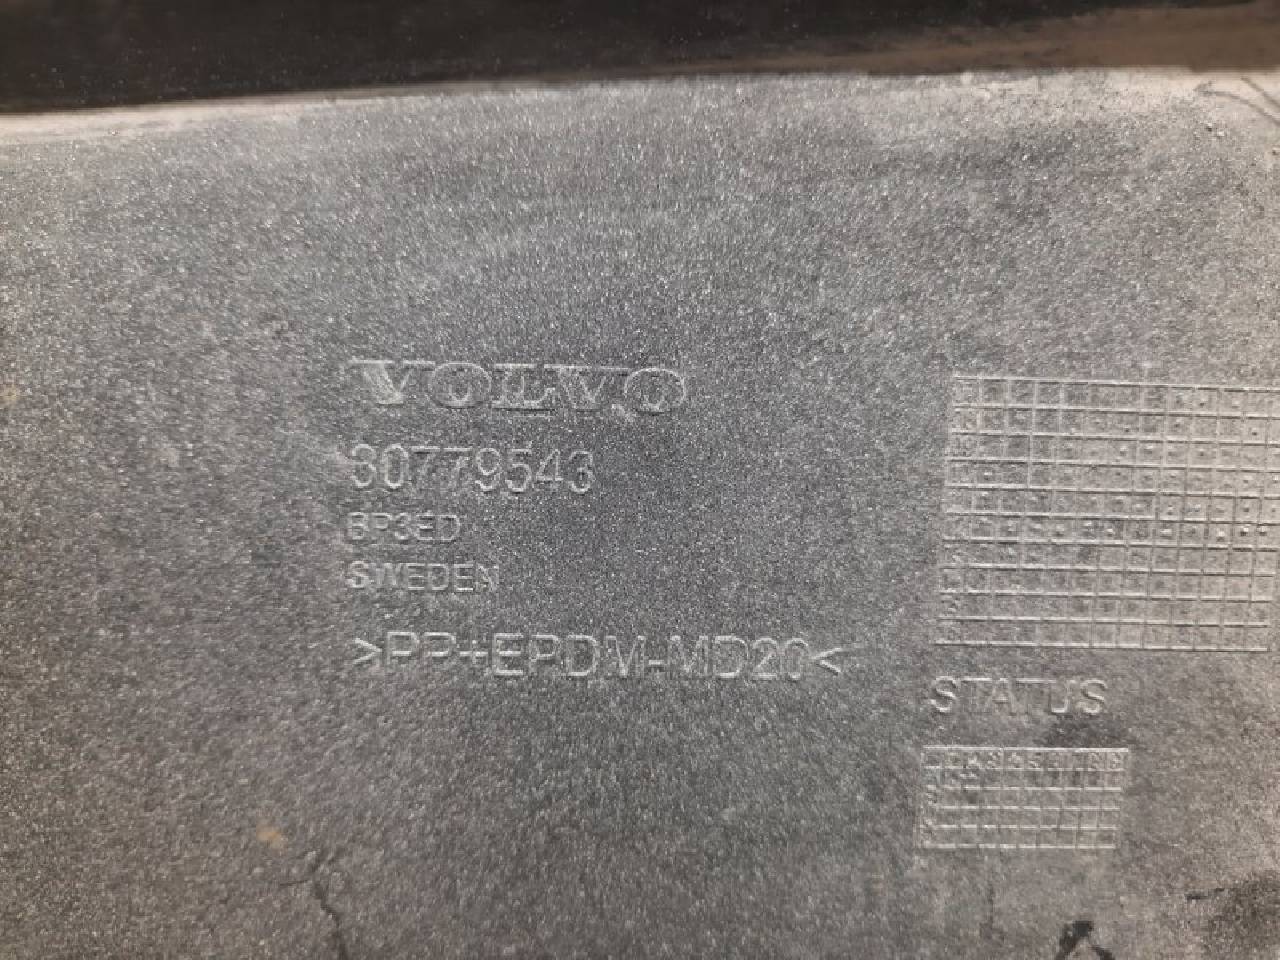 VOLVO
30779543
BP3ED
SWEDEN
>PP+EPDM-MD20<
STATUS